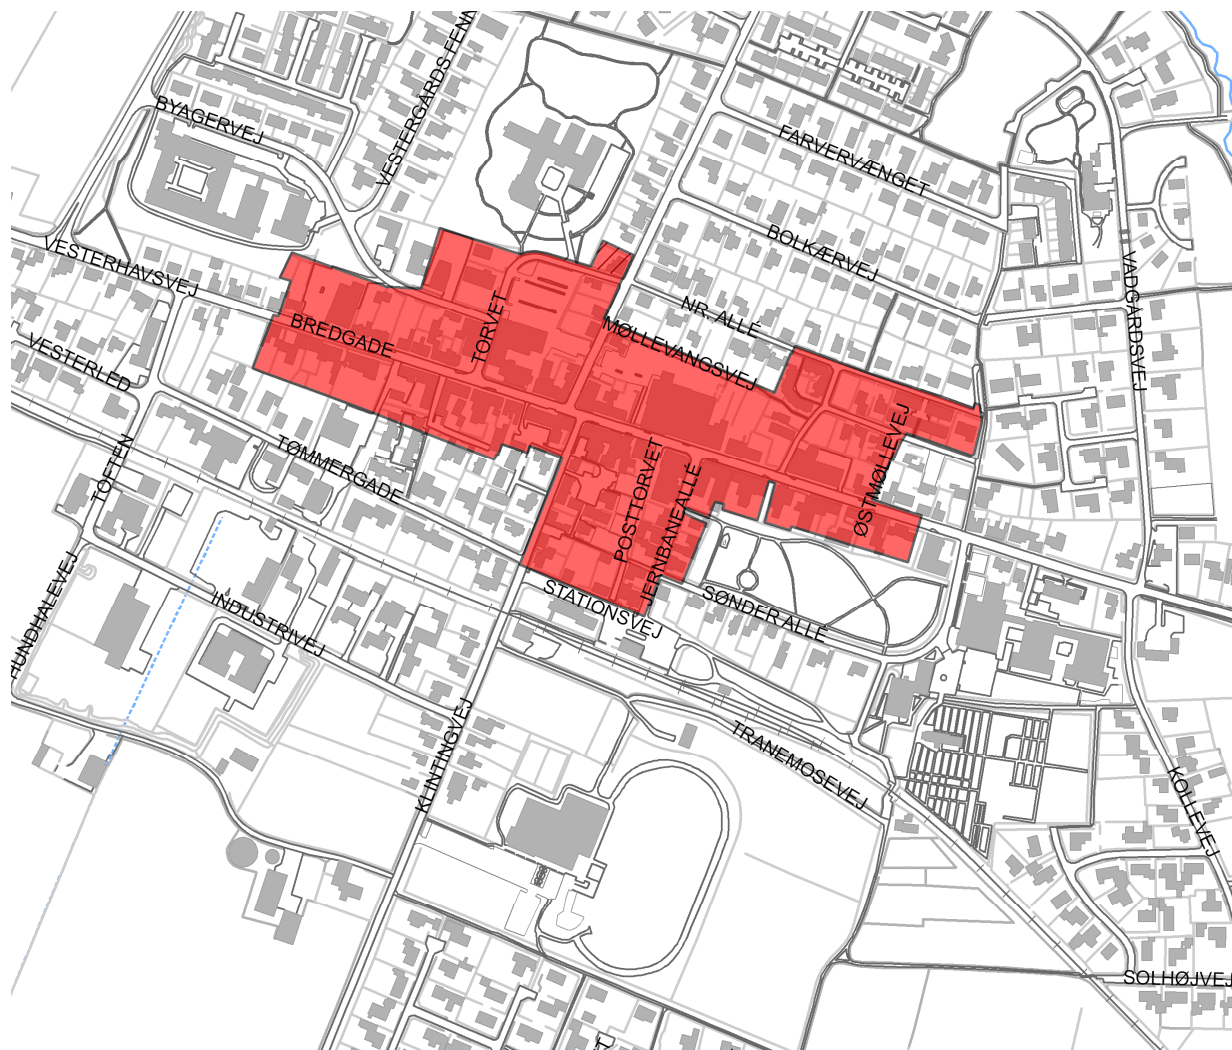 VESTERGÅRDS FENN
BYAGERVEJ
FARVERVÆNGET
BOLKÆRVEJ
VESTERHAVSVEJ
VADGÅRDSVEJ
NR. ALLÉ
TORVET
BREDGADE
MØLLEVANGSVEJ
VESTERLED
ØSTMØLLEVEJ
TOFTEN
TØMMERGADE
POSTTORVET
JERNBANEALLÉ
HUNDHALEVEJ
INDUSTRIVEJ
STATIONSVEJ
SØNDER ALLÉ
KLINTINGVEJ
TRANEMOSEVEJ
KOLLEVEJ
SOLHØJVEJ